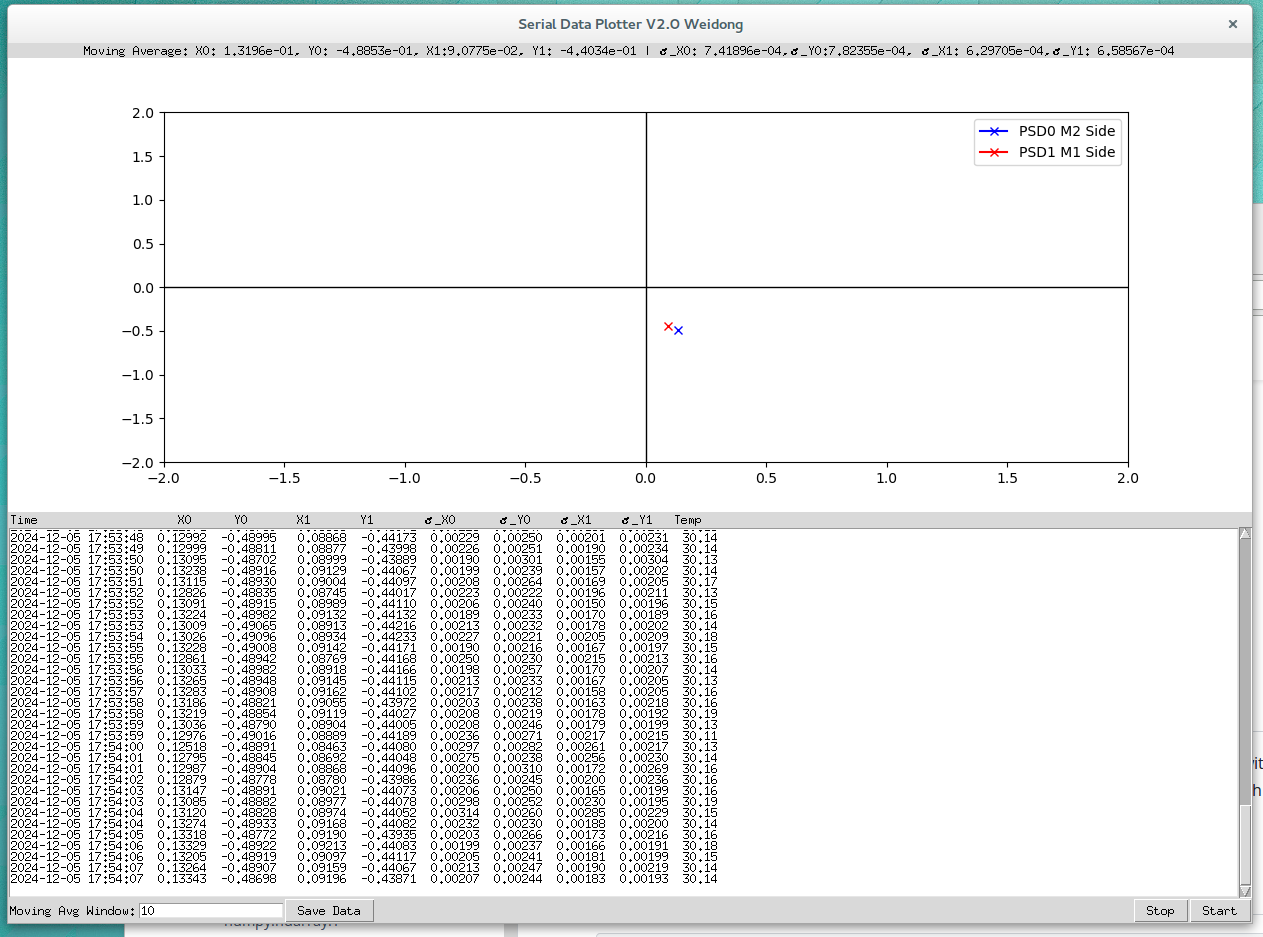 Serial Data Plotter V2.0 Weidong
Moving Average: X0: 1.3196e-01, Y0: -4.8853e-01, X1:9.0775e-02, Y1: -4.4034e-01 | σ_X0: 7.41896e-04,σ_Y0:7.82355e-04, σ_X1: 6.29705e-04,σ_Y1: 6.58567e-04
2.0
1.5
1.0
0.5
0.0
−0.5
−1.0
−1.5
−2.0
PSD0 M2 Side
PSD1 M1 Side
−2.0 −1.5 −1.0 −0.5 0.0 0.5 1.0 1.5 2.0
Time X0 Y0 X1 Y1 σ_X0 σ_Y0 σ_X1 σ_Y1 Temp
2024-12-05 17:53:48 0.12992 -0.48995 0.08868 -0.44173 0.00229 0.00250 0.00201 0.00231 30.14
2024-12-05 17:53:49 0.12999 -0.48811 0.08877 -0.43998 0.00226 0.00251 0.00190 0.00234 30.14
2024-12-05 17:53:50 0.13095 -0.48702 0.08999 -0.43889 0.00190 0.00301 0.00155 0.00304 30.13
2024-12-05 17:53:50 0.13238 -0.48916 0.09129 -0.44067 0.00199 0.00239 0.00157 0.00202 30.14
2024-12-05 17:53:51 0.13115 -0.48930 0.09004 -0.44097 0.00208 0.00264 0.00169 0.00205 30.17
2024-12-05 17:53:52 0.12826 -0.48835 0.08745 -0.44017 0.00223 0.00222 0.00196 0.00211 30.13
2024-12-05 17:53:52 0.13091 -0.48915 0.08989 -0.44110 0.00206 0.00240 0.00150 0.00196 30.15
2024-12-05 17:53:53 0.13224 -0.48982 0.09132 -0.44132 0.00189 0.00233 0.00170 0.00189 30.16
2024-12-05 17:53:53 0.13009 -0.49065 0.08913 -0.44216 0.00213 0.00232 0.00178 0.00202 30.14
2024-12-05 17:53:54 0.13026 -0.49096 0.08934 -0.44233 0.00227 0.00221 0.00205 0.00209 30.18
2024-12-05 17:53:55 0.13228 -0.49008 0.09142 -0.44171 0.00190 0.00216 0.00167 0.00197 30.15
2024-12-05 17:53:55 0.12861 -0.48942 0.08769 -0.44168 0.00250 0.00230 0.00215 0.00213 30.16
2024-12-05 17:53:56 0.13033 -0.48982 0.08918 -0.44166 0.00198 0.00257 0.00170 0.00207 30.14
2024-12-05 17:53:56 0.13265 -0.48948 0.09145 -0.44115 0.00213 0.00233 0.00167 0.00205 30.13
2024-12-05 17:53:57 0.13283 -0.48908 0.09162 -0.44102 0.00217 0.00212 0.00158 0.00205 30.16
2024-12-05 17:53:58 0.13186 -0.48821 0.09055 -0.43972 0.00203 0.00238 0.00163 0.00218 30.16
2024-12-05 17:53:58 0.13219 -0.48854 0.09119 -0.44027 0.00208 0.00219 0.00178 0.00192 30.19
2024-12-05 17:53:59 0.13036 -0.48790 0.08904 -0.44005 0.00208 0.00246 0.00179 0.00199 30.13
2024-12-05 17:53:59 0.12976 -0.49016 0.08889 -0.44189 0.00236 0.00271 0.00217 0.00215 30.11
2024-12-05 17:54:00 0.12518 -0.48891 0.08463 -0.44080 0.00297 0.00282 0.00261 0.00217 30.13
2024-12-05 17:54:01 0.12795 -0.48845 0.08692 -0.44048 0.00275 0.00238 0.00256 0.00230 30.14
2024-12-05 17:54:01 0.12987 -0.48904 0.08868 -0.44096 0.00200 0.00310 0.00172 0.00269 30.16
2024-12-05 17:54:02 0.12879 -0.48778 0.08780 -0.43986 0.00236 0.00245 0.00200 0.00236 30.16
2024-12-05 17:54:03 0.13147 -0.48891 0.09021 -0.44073 0.00206 0.00250 0.00165 0.00199 30.16
2024-12-05 17:54:03 0.13085 -0.48882 0.08977 -0.44078 0.00298 0.00252 0.00230 0.00195 30.19
2024-12-05 17:54:04 0.13120 -0.48828 0.08974 -0.44052 0.00314 0.00260 0.00285 0.00229 30.15
2024-12-05 17:54:04 0.13274 -0.48933 0.09168 -0.44082 0.00232 0.00230 0.00188 0.00200 30.14
2024-12-05 17:54:05 0.13318 -0.48772 0.09190 -0.43935 0.00203 0.00266 0.00173 0.00216 30.16
2024-12-05 17:54:06 0.13329 -0.48922 0.09213 -0.44083 0.00199 0.00237 0.00166 0.00191 30.18
2024-12-05 17:54:06 0.13205 -0.48919 0.09097 -0.44117 0.00205 0.00241 0.00181 0.00199 30.15
2024-12-05 17:54:07 0.13264 -0.48907 0.09159 -0.44067 0.00213 0.00247 0.00190 0.00219 30.14
2024-12-05 17:54:07 0.13343 -0.48698 0.09196 -0.43871 0.00207 0.00244 0.00183 0.00193 30.14
Moving Avg Window: 10 Save Data Stop Start